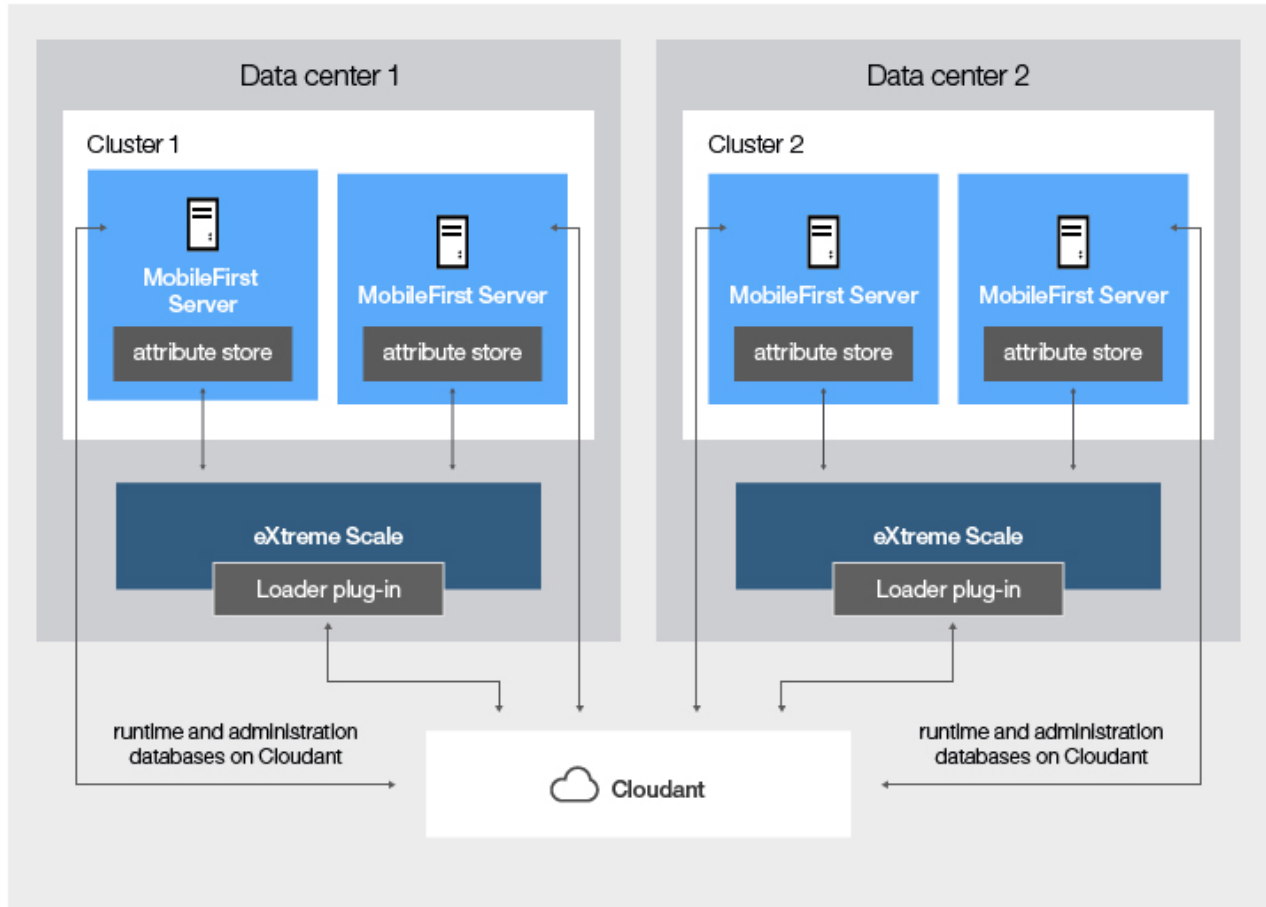 Data center 1
Cluster 1
MobileFirst
Server
attribute store
MobileFirst Server
attribute store
eXtreme Scale
Loader plug-in
Data center 2
Cluster 2
MobileFirst Server
attribute store
MobileFirst Server
attribute store
eXtreme Scale
Loader plug-in
runtime and administration
databases on Cloudant
Cloudant
runtime and administration
databases on Cloudant